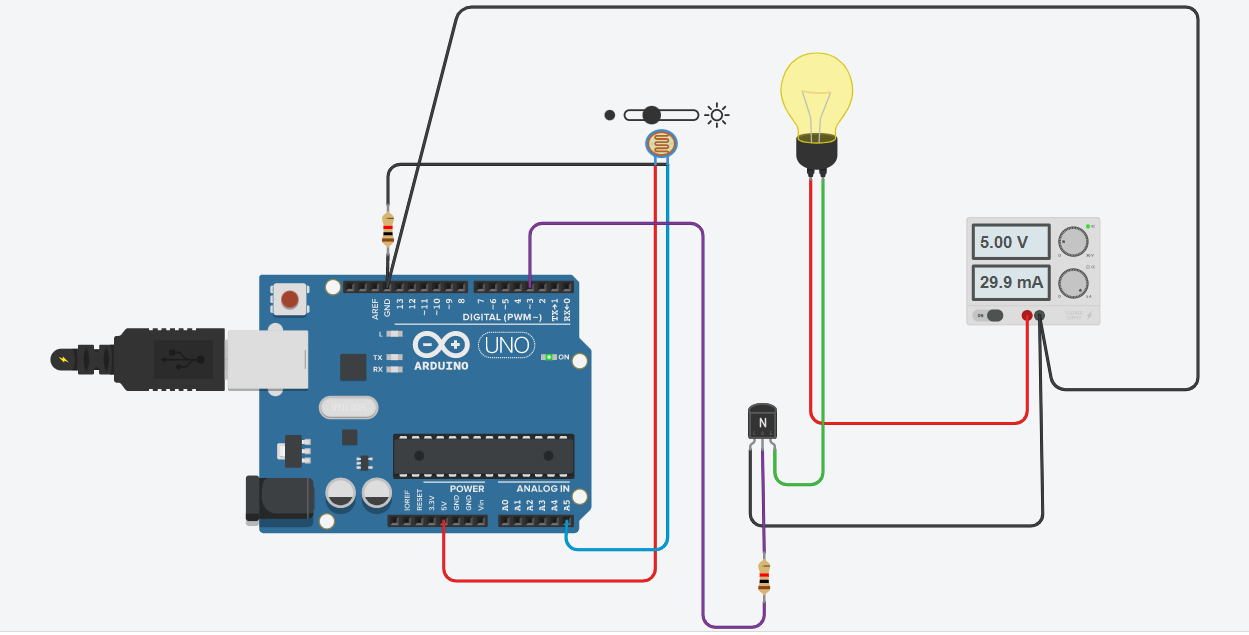 5.00 V
29.9 mA
ON
AREF
GND
13
12
~11
~10
~9
8
7
~6
~5
4
~3
2
TX→1
RX←0
DIGITAL (PWM~)
L
TX
RX
ARDUINO
UNO
ON
N
POWER
ANALOG IN
IOREF
RESET
3.3V
5V
GND
GND
Vin
A0
A1
A2
A3
A4
A5